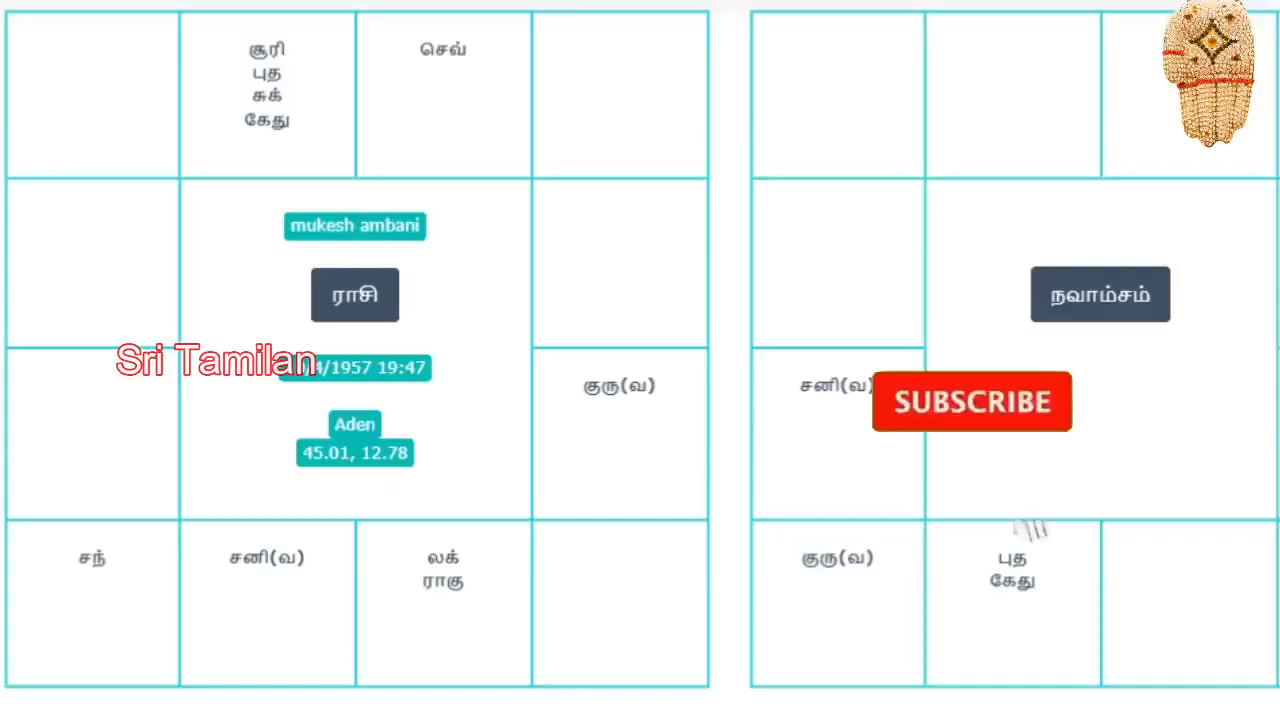 சூரி
புத
சுக்
கேது
செவ்
mukesh ambani
ராசி
Sri Tamilan
/1957 19:47
Aden
45.01, 12.78
குரு(வ)
சந்
சனி(வ)
லக்
ராகு
நவாம்சம்
சனி(வ)
SUBSCRIBE
குரு(வ)
புத
கேது